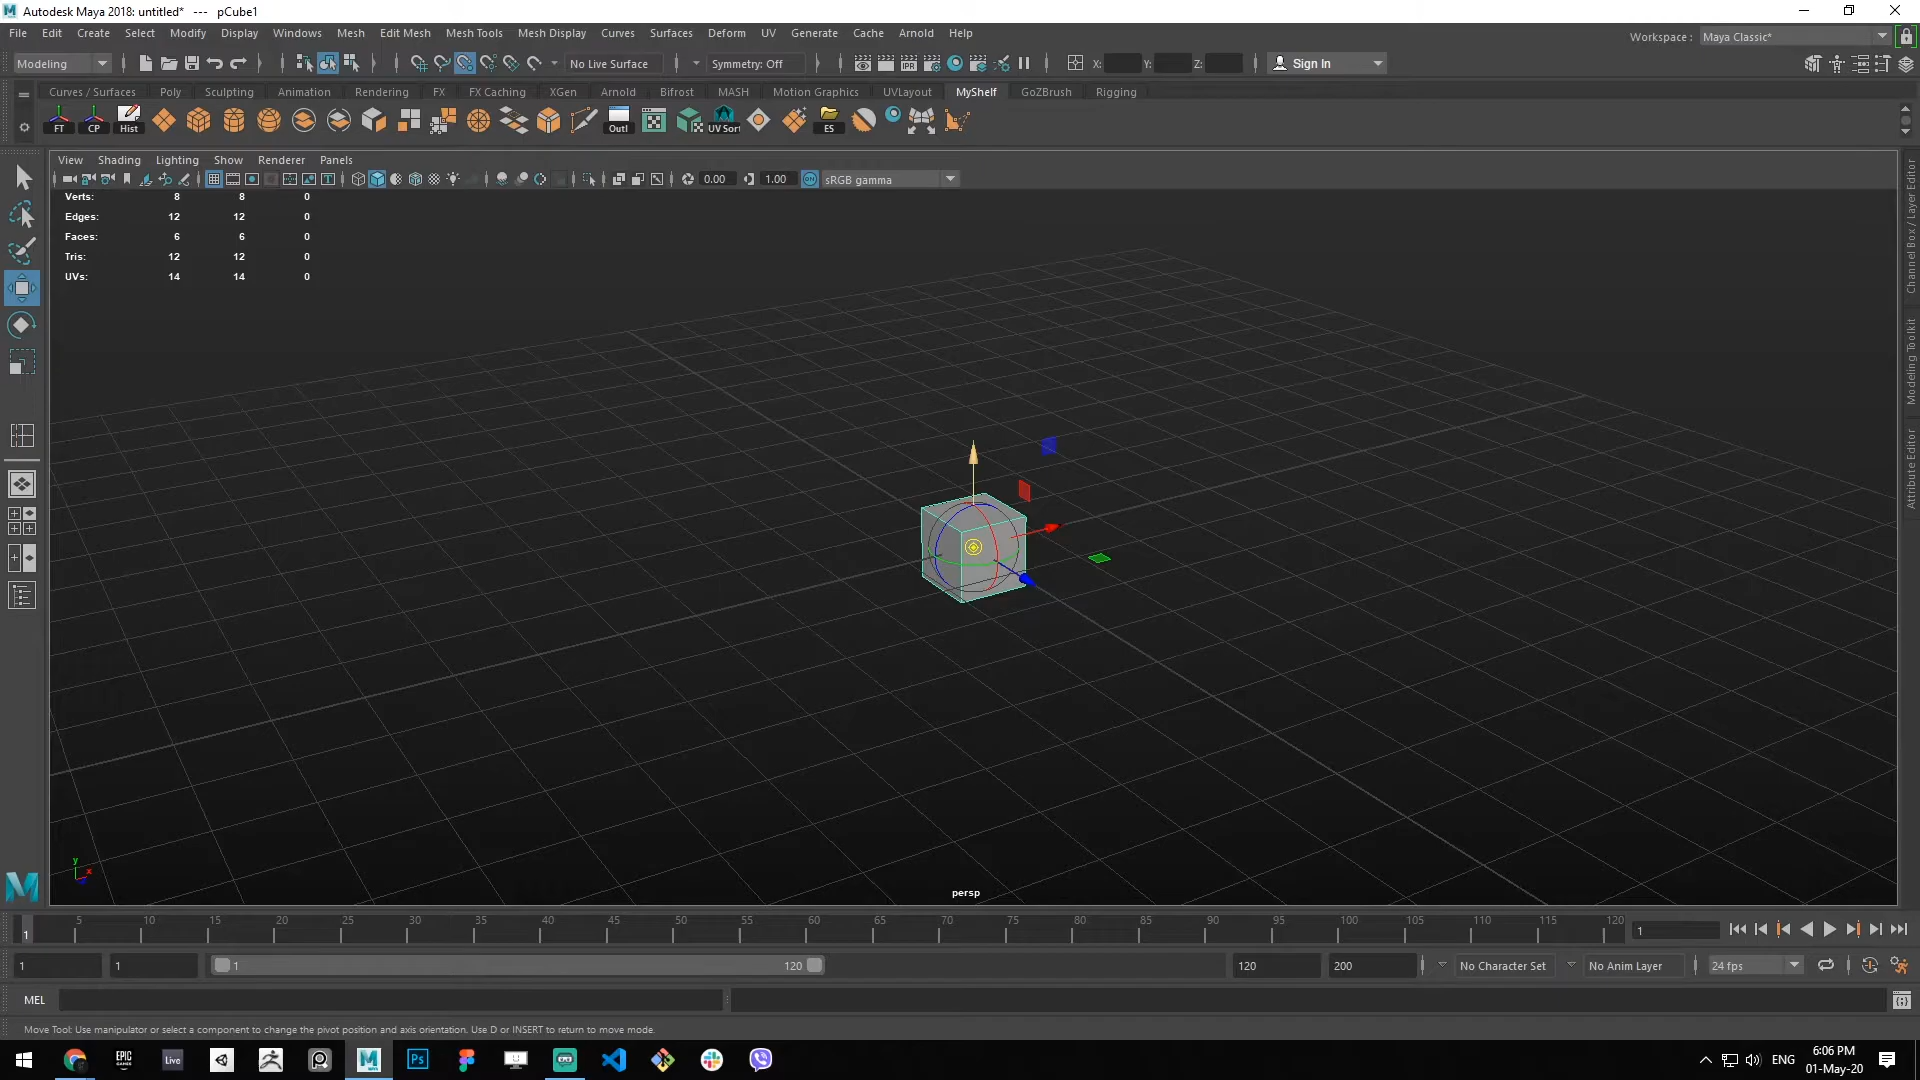 Autodesk Maya 2018: untitled* --- pCube1
File Edit Create Select Modify Display Windows Mesh Edit Mesh Mesh Tools Mesh Display Curves Surfaces Deform UV Generate Cache Arnold Help
Workspace : Maya Classic*
Modeling No Live Surface Symmetry: Off IPR X: Y: Z: Sign In
Curves / Surfaces Poly Sculpting Animation Rendering FX FX Caching XGen Arnold Bifrost MASH Motion Graphics UVLayout MyShelf GoZBrush Rigging
FT CP Hist Outl UV Sort ES
View Shading Lighting Show Renderer Panels
0.00 1.00 ON sRGB gamma
Verts: 8 8 0
Edges: 12 12 0
Faces: 6 6 0
Tris: 12 12 0
UVs: 14 14 0
Channel Box / Layer Editor
Modeling Toolkit
Attribute Editor
y
x
persp
5 10 15 20 25 30 35 40 45 50 55 60 65 70 75 80 85 90 95 100 105 110 115 120
1 1
1 1 1 120 120 200 No Character Set No Anim Layer 24 fps
MEL
Move Tool: Use manipulator or select a component to change the pivot position and axis orientation. Use D or INSERT to return to move mode.
EPIC GAMES Live M Ps ENG
6:06 PM
01-May-20